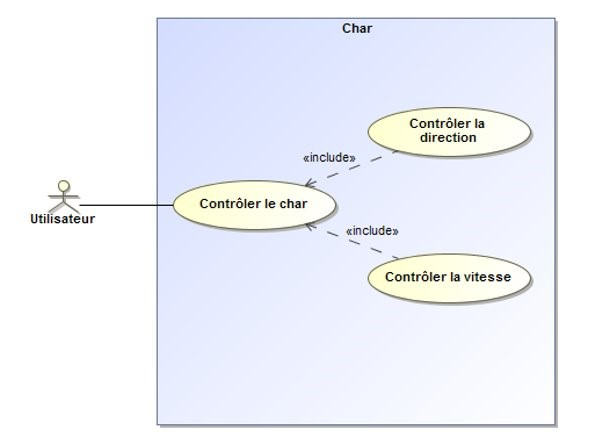 Char
Contrôler la
direction
«include»
Contrôler le char
Utilisateur
«include»
Contrôler la vitesse